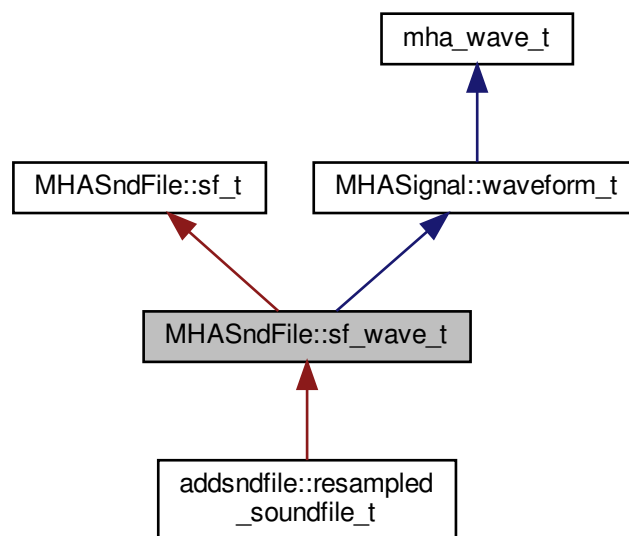 mha_wave_t
MHASndFile::sf_t
MHASignal::waveform_t
MHASndFile::sf_wave_t
addsndfile::resampled
_soundfile_t